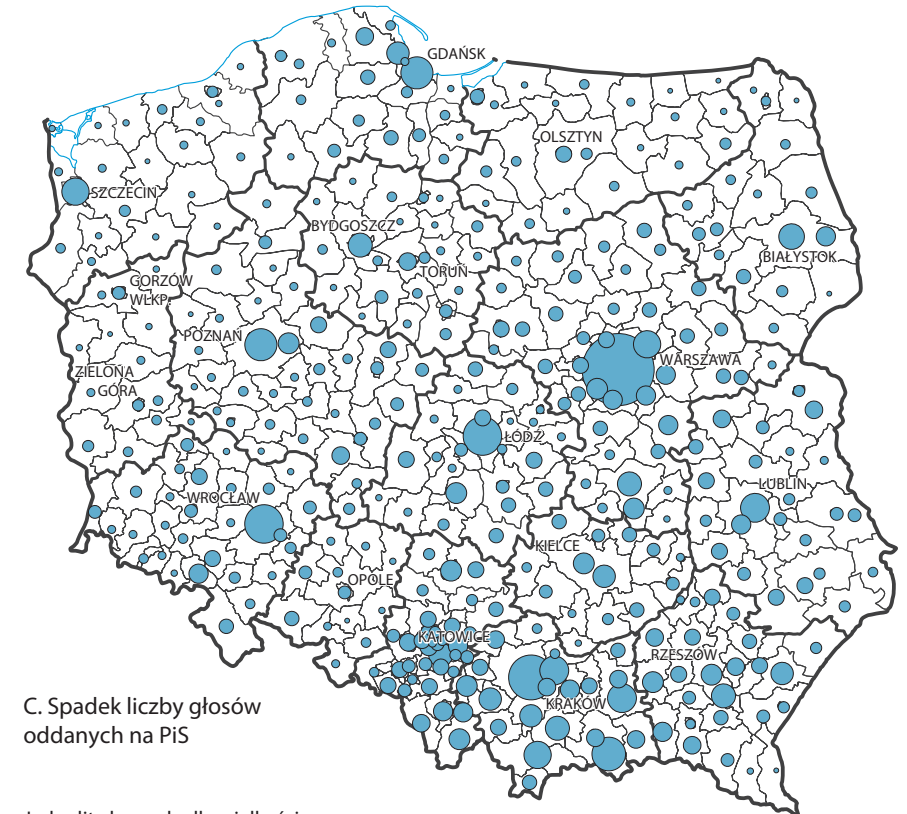 GDAŃSK
OLSZTYN
SZCZECIN
BYDGOSZCZ
BIAŁYSTOK
TORUŃ
GORZÓW
WLKP.
POZNAŃ
WARSZAWA
ZIELONA
GÓRA
ŁÓDŹ
LUBLIN
WROCŁAW
KIELCE
OPOLE
KATOWICE
RZESZÓW
KRAKÓW
C. Spadek liczby głosów
oddanych na PiS